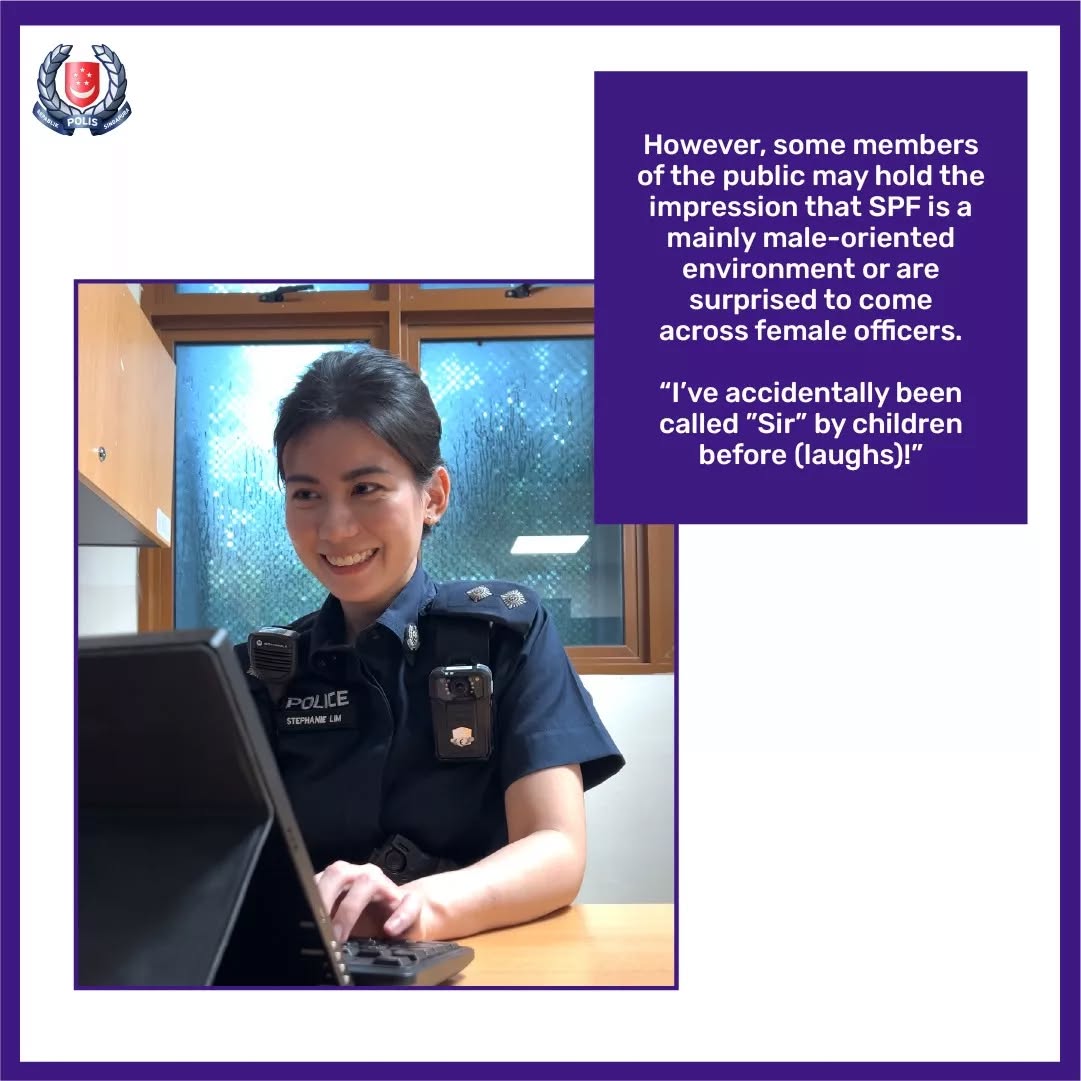 REPUBLIK POLIS SINGAPURA
However, some members
of the public may hold the
impression that SPF is a
mainly male-oriented
environment or are
surprised to come
across female officers.
“I’ve accidentally been
called ”Sir” by children
before (laughs)!”
POLICE
STEPHANIE LIM